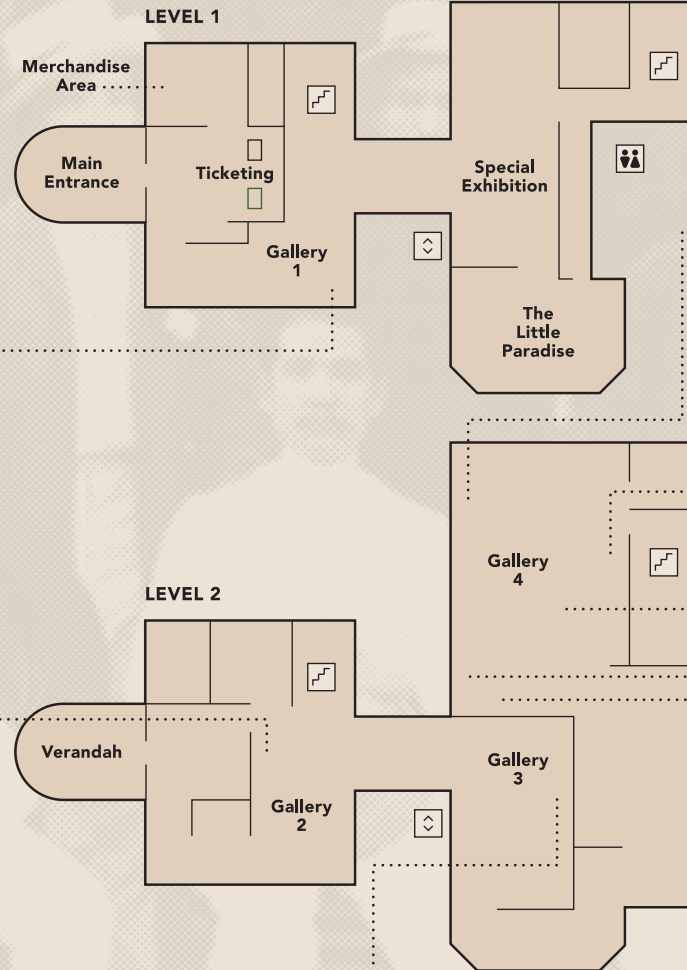 LEVEL 1
Merchandise
Area
Main
Entrance
Ticketing
Gallery
1
Special
Exhibition
The
Little
Paradise
LEVEL 2
Gallery
4
Verandah
Gallery
3
Gallery
2